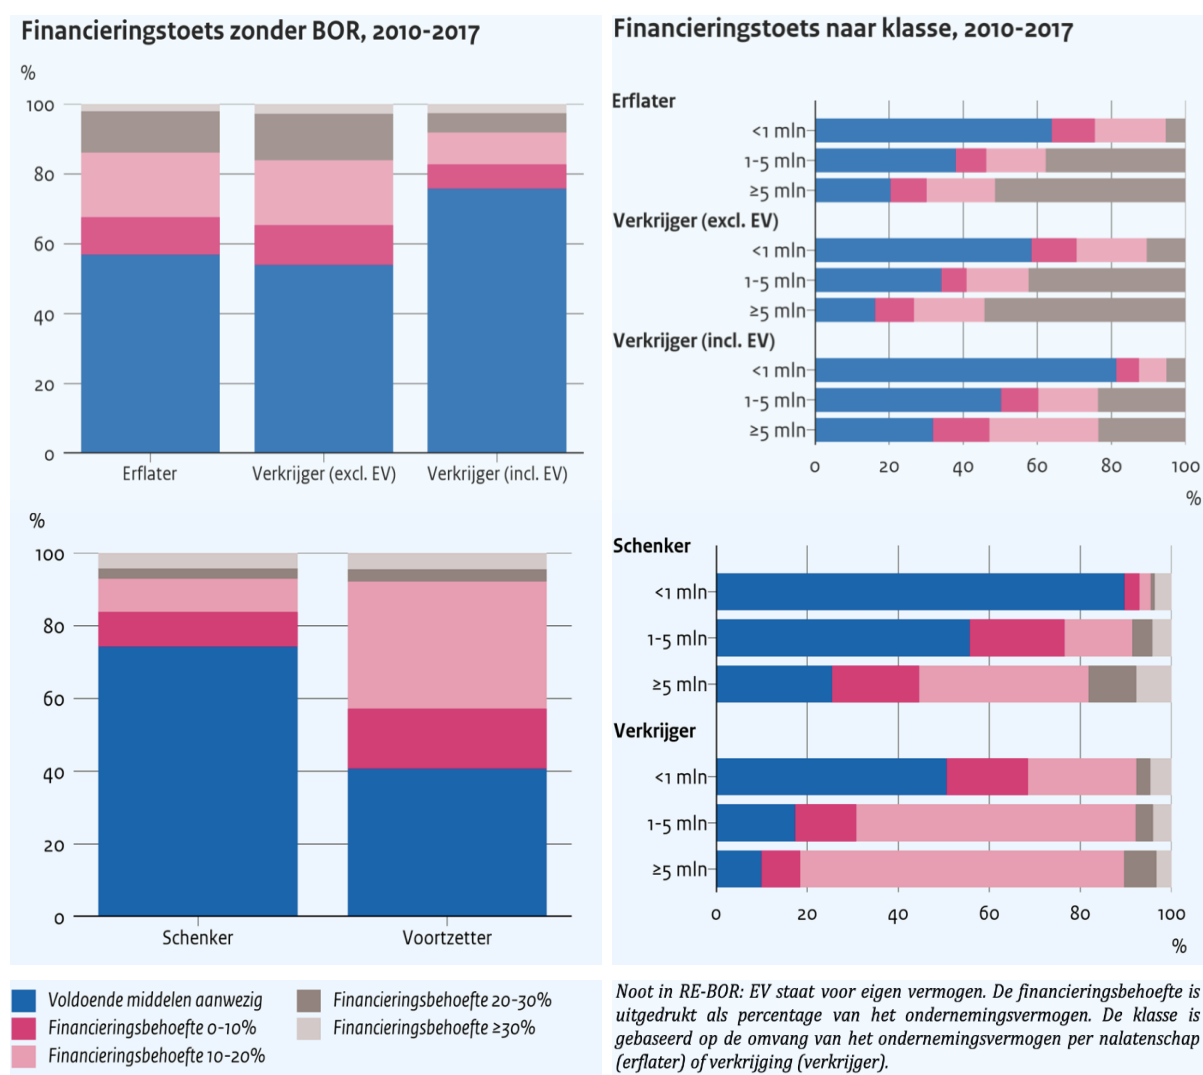 Financieringstoets zonder BOR, 2010-2017
%
100
80
60
40
20
0
Erflater
Verkrijger (excl. EV)
Verkrijger (incl. EV)
Financieringstoets naar klasse, 2010-2017
Erflater
<1 mln
1-5 mln
≥5 mln
Verkrijger (excl. EV)
<1 mln
1-5 mln
≥5 mln
Verkrijger (incl. EV)
<1 mln
1-5 mln
≥5 mln
0 20 40 60 80 100
%
%
100
80
60
40
20
0
Schenker
Voortzetter
Schenker
<1 mln
1-5 mln
≥5 mln
Verkrijger
<1 mln
1-5 mln
≥5 mln
0 20 40 60 80 100
%
Voldoende middelen aanwezig
Financieringsbehoefte 0-10%
Financieringsbehoefte 10-20%
Financieringsbehoefte 20-30%
Financieringsbehoefte ≥30%
Noot in RE-BOR: EV staat voor eigen vermogen. De financieringsbehoefte is
uitgedrukt als percentage van het ondernemingsvermogen. De klasse is
gebaseerd op de omvang van het ondernemingsvermogen per nalatenschap
(erflater) of verkrijging (verkrijger).